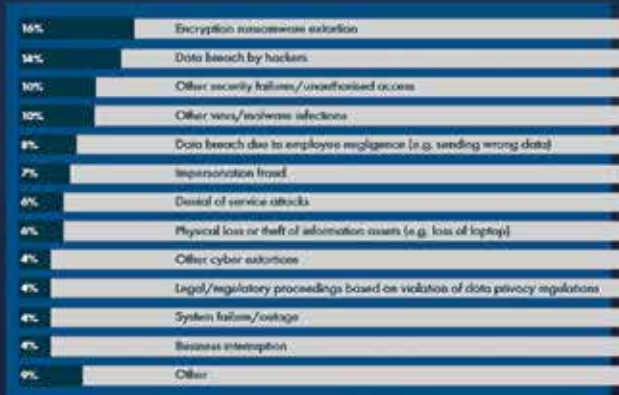 16% Encryption ransomware extortion
14% Data breach by hackers
10% Other security failures/unauthorised access
10% Other virus/malware infections
8% Data breach due to employee negligence (e.g. sending wrong data)
7% Impersonation fraud
6% Denial of service attacks
6% Physical loss or theft of information assets (e.g. loss of laptop)
4% Other cyber extortions
4% Legal/regulatory proceedings based on violation of data privacy regulations
4% System failure/outage
4% Business interruption
9% Other